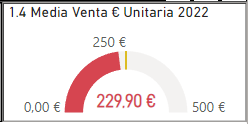 1.4 Media Venta € Unitaria 2022
250 €
229.90 €
0,00 €
500 €